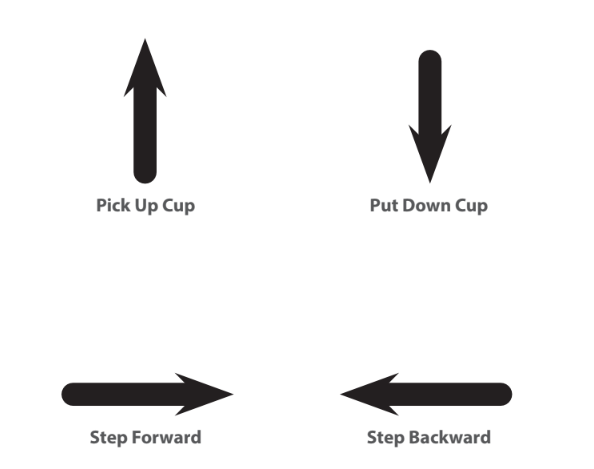 Pick Up Cup
Put Down Cup
Step Forward
Step Backward